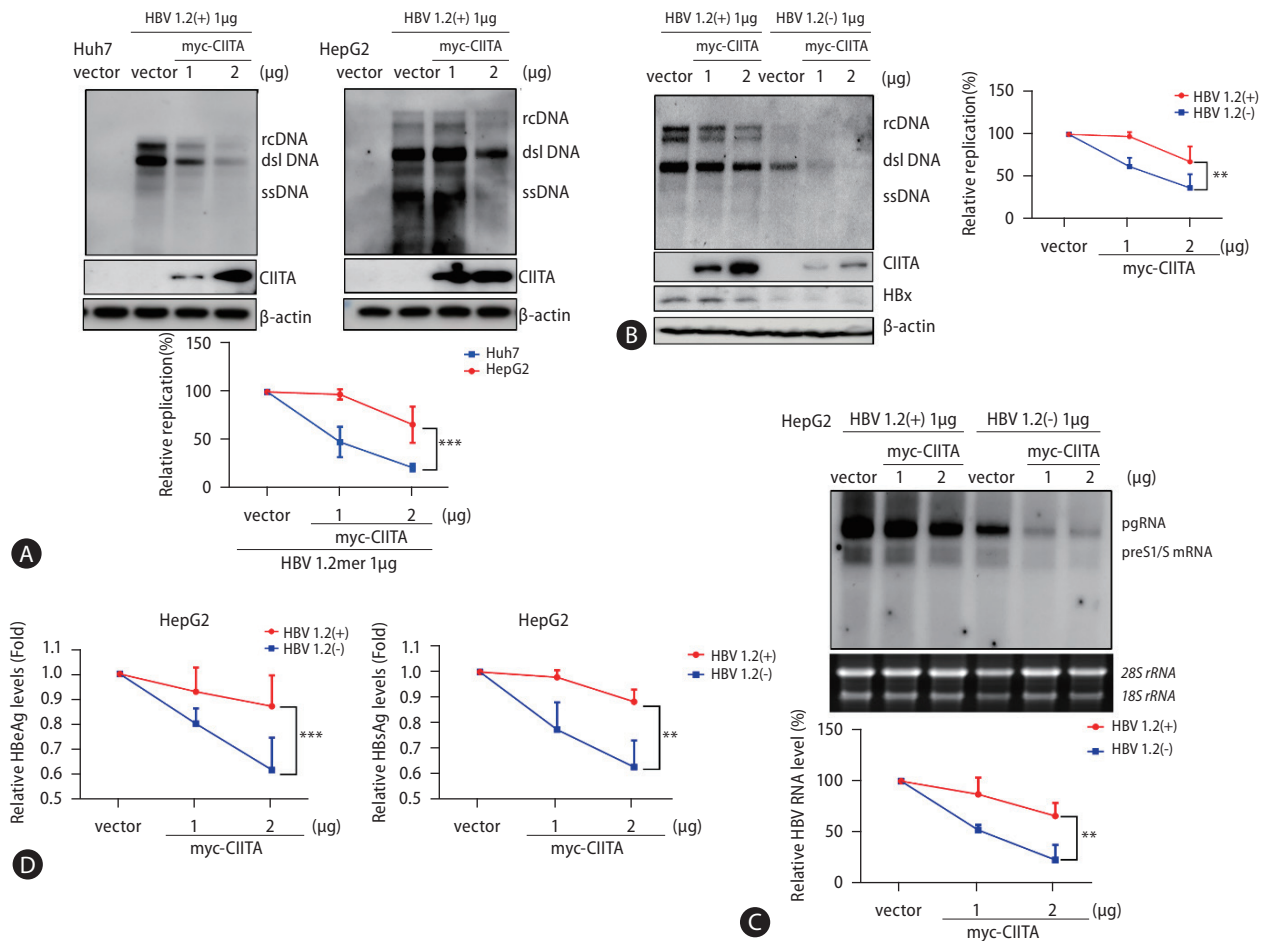 HBV 1.2(+) 1µg
Huh7
myc-CIITA
vector vector 1 2 (µg)
rcDNA
dsl DNA
ssDNA
CIITA
β-actin
HBV 1.2(+) 1µg
HepG2
myc-CIITA
vector vector 1 2 (µg)
rcDNA
dsl DNA
ssDNA
CIITA
β-actin
Relative replication(%)
150
100
50
0
Huh7
HepG2
***
vector 1 2 (µg)
myc-CIITA
HBV 1.2mer 1µg
A
HBV 1.2(+) 1µg HBV 1.2(-) 1µg
myc-CIITA myc-CIITA
vector 1 2 vector 1 2 (µg)
rcDNA
dsl DNA
ssDNA
CIITA
HBx
β-actin
B
Relative replication(%)
150
100
50
0
HBV 1.2(+)
HBV 1.2(-)
**
vector 1 2 (µg)
myc-CIITA
HepG2 HBV 1.2(+) 1µg HBV 1.2(-) 1µg
myc-CIITA myc-CIITA
vector 1 2 vector 1 2 (µg)
pgRNA
preS1/S mRNA
28S rRNA
18S rRNA
Relative HBV RNA level (%)
150
100
50
0
HBV 1.2(+)
HBV 1.2(-)
**
vector 1 2 (µg)
myc-CIITA
C
HepG2
Relative HBeAg levels (Fold)
1.1
1.0
0.9
0.8
0.7
0.6
0.5
HBV 1.2(+)
HBV 1.2(-)
***
vector 1 2 (µg)
myc-CIITA
HepG2
Relative HBsAg levels (Fold)
1.1
1.0
0.9
0.8
0.7
0.6
0.5
HBV 1.2(+)
HBV 1.2(-)
**
vector 1 2 (µg)
myc-CIITA
D